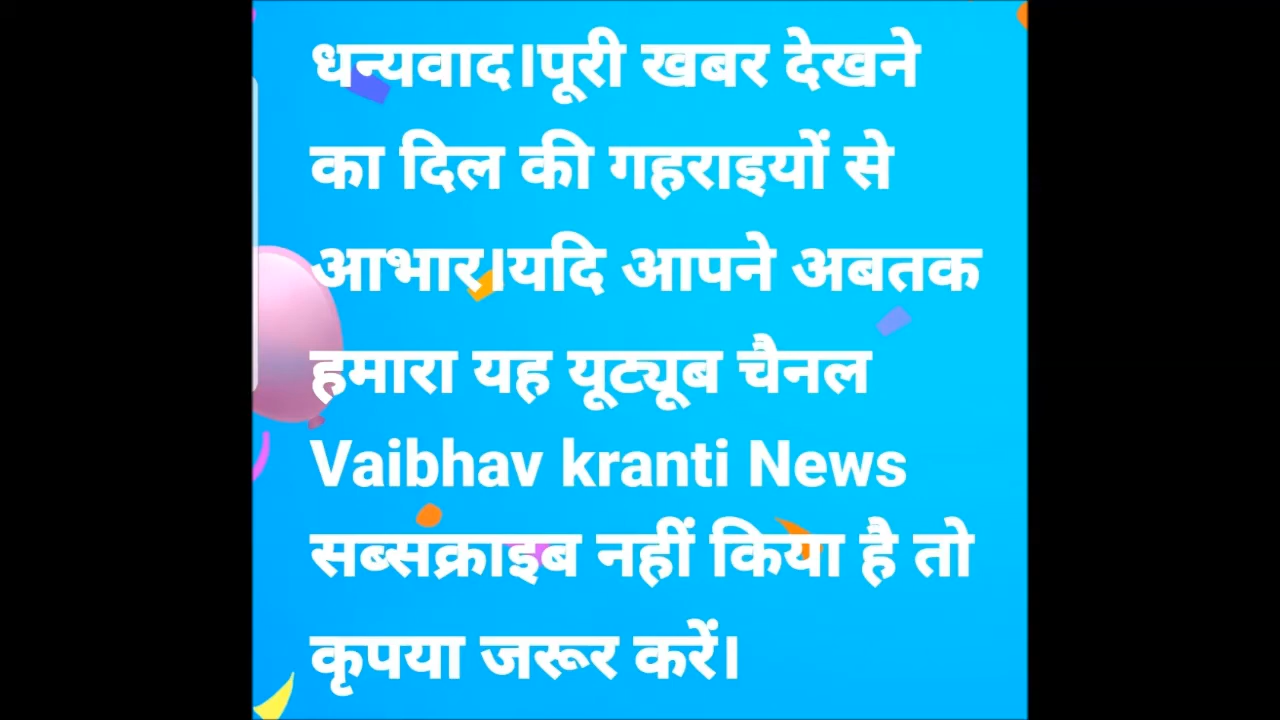 धन्यवाद।पूरी खबर देखने
का दिल की गहराइयों से
आभार।यदि आपने अबतक
हमारा यह यूट्यूब चैनल
Vaibhav kranti News
सब्सक्राइब नहीं किया है तो
कृपया जरूर करें।